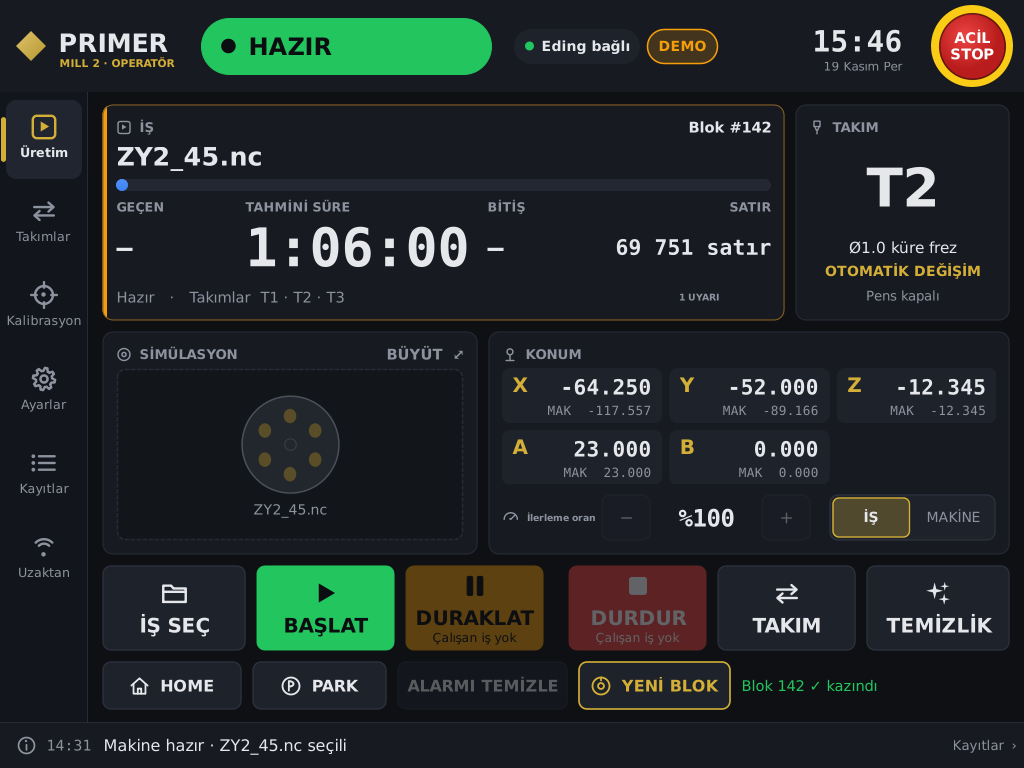 PRIMER
MILL 2 · OPERATÖR
HAZIR
Eding bağlı
DEMO
15:46
19 Kasım Per
ACİL
STOP
Üretim
Takımlar
Kalibrasyon
Ayarlar
Kayıtlar
Uzaktan
İŞ
Blok #142
ZY2_45.nc
GEÇEN TAHMİNİ SÜRE BİTİŞ SATIR
— 1:06:00 — 69 751 satır
Hazır · Takımlar T1 · T2 · T3
1 UYARI
TAKIM
T2
Ø1.0 küre frez
OTOMATİK DEĞİŞİM
Pens kapalı
SİMÜLASYON
BÜYÜT ⤢
ZY2_45.nc
KONUM
X -64.250
MAK -117.557
Y -52.000
MAK -89.166
Z -12.345
MAK -12.345
A 23.000
MAK 23.000
B 0.000
MAK 0.000
İlerleme oran − %100 +
İŞ MAKİNE
İŞ SEÇ
BAŞLAT
DURAKLAT
Çalışan iş yok
DURDUR
Çalışan iş yok
TAKIM
TEMİZLİK
HOME
PARK
ALARMI TEMİZLE
YENİ BLOK
Blok 142 ✓ kazındı
14:31 Makine hazır · ZY2_45.nc seçili
Kayıtlar ›